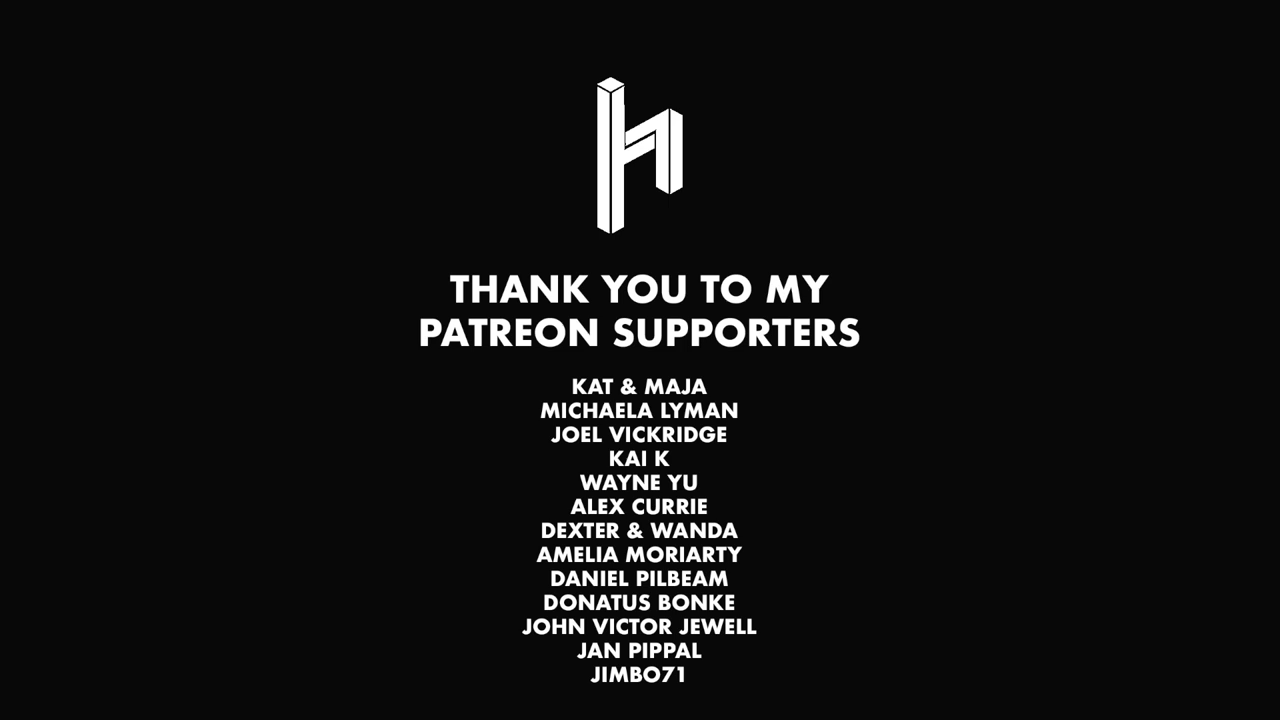 THANK YOU TO MY
PATREON SUPPORTERS
KAT & MAJA
MICHAELA LYMAN
JOEL VICKRIDGE
KAI K
WAYNE YU
ALEX CURRIE
DEXTER & WANDA
AMELIA MORIARTY
DANIEL PILBEAM
DONATUS BONKE
JOHN VICTOR JEWELL
JAN PIPPAL
JIMBO71